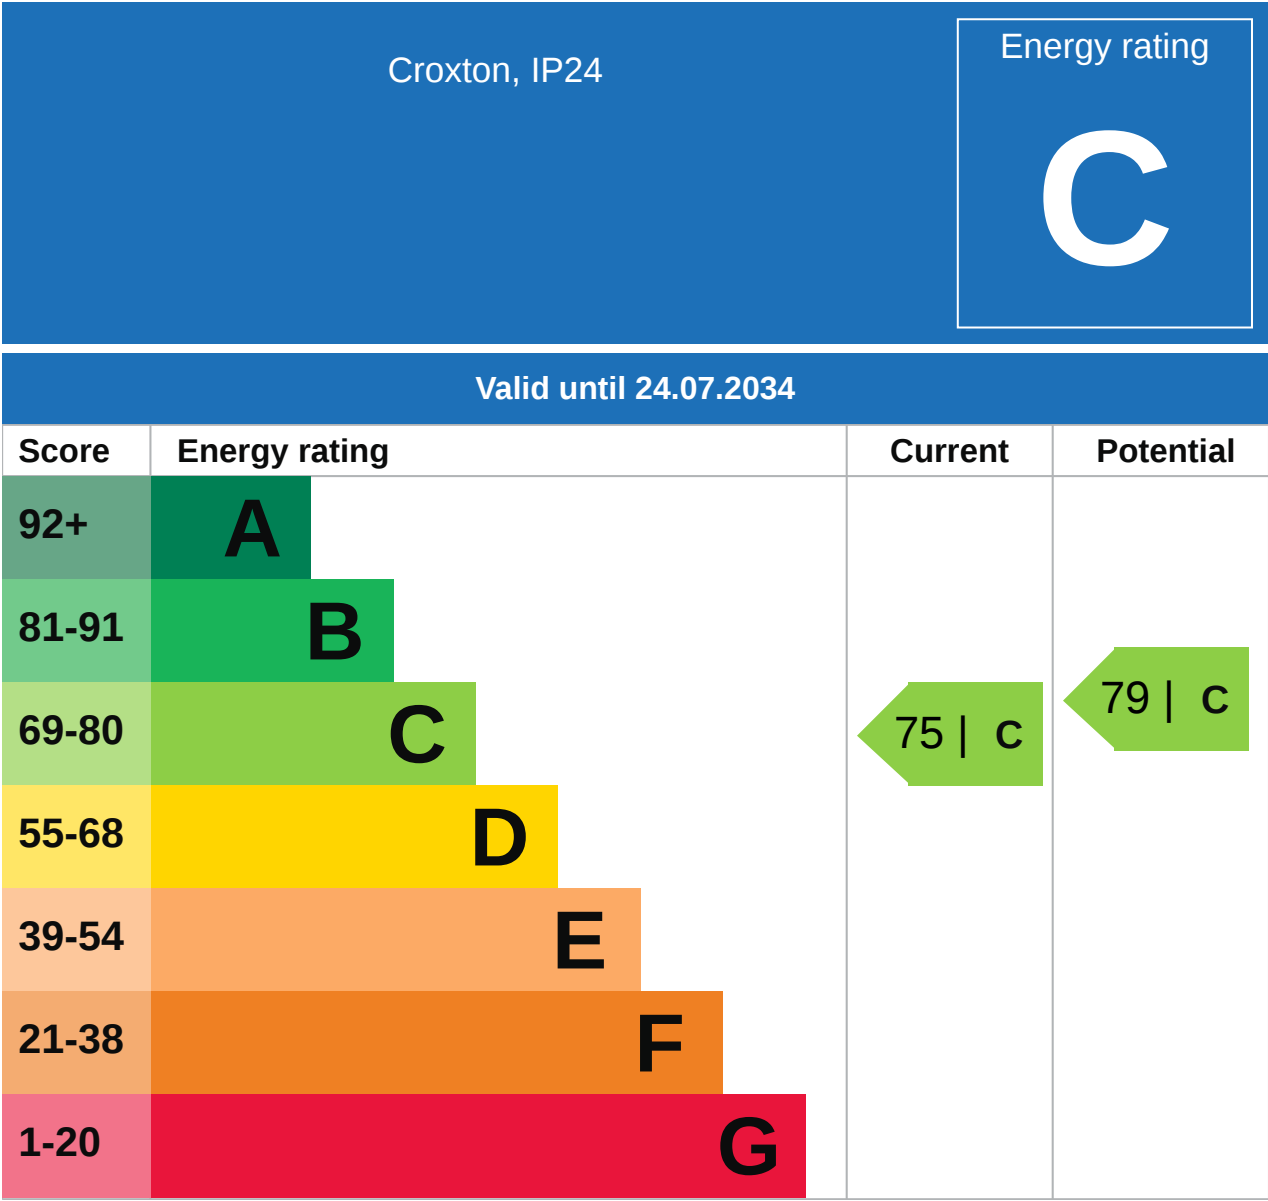 Croxton, IP24
Energy rating
C
Valid until 24.07.2034
Score Energy rating Current Potential
92+ A
81-91 B
69-80 C 75 | C 79 | C
55-68 D
39-54 E
21-38 F
1-20 G